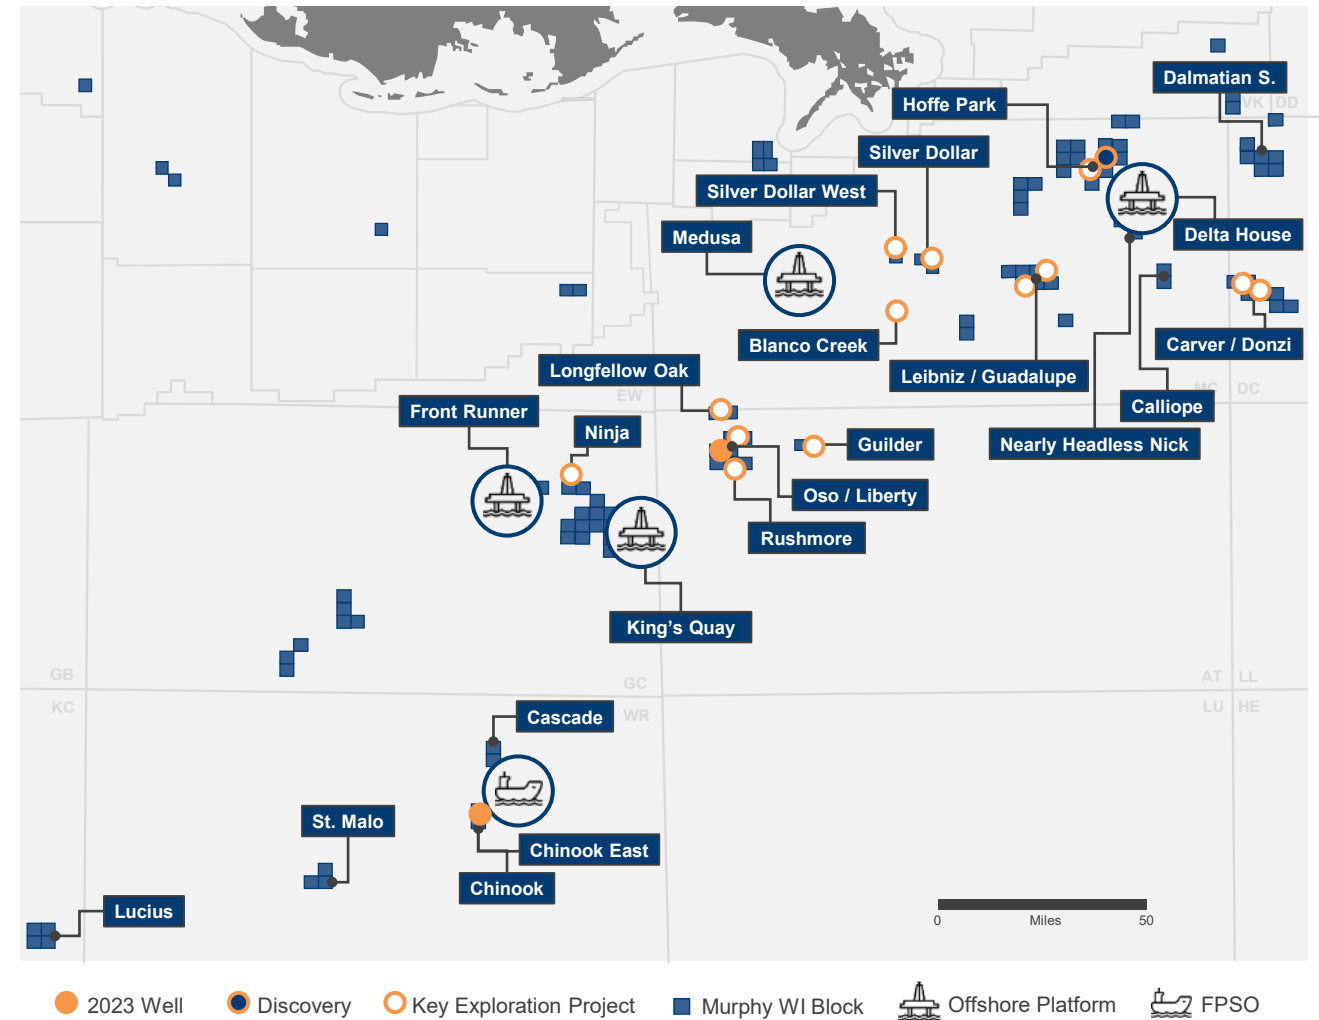 Dalmatian S.
VK
DD
Hoffe Park
Silver Dollar
Silver Dollar West
Medusa
Delta House
Blanco Creek
Carver / Donzi
Longfellow Oak
Leibniz / Guadalupe
MC
DC
EW
Calliope
Front Runner
Ninja
Guilder
Nearly Headless Nick
Oso / Liberty
Rushmore
King’s Quay
GB
GC
AT
LL
KC
WR
LU
HE
Cascade
St. Malo
Chinook East
Chinook
Lucius
0
Miles
50
2023 Well
Discovery
Key Exploration Project
Murphy WI Block
Offshore Platform
FPSO